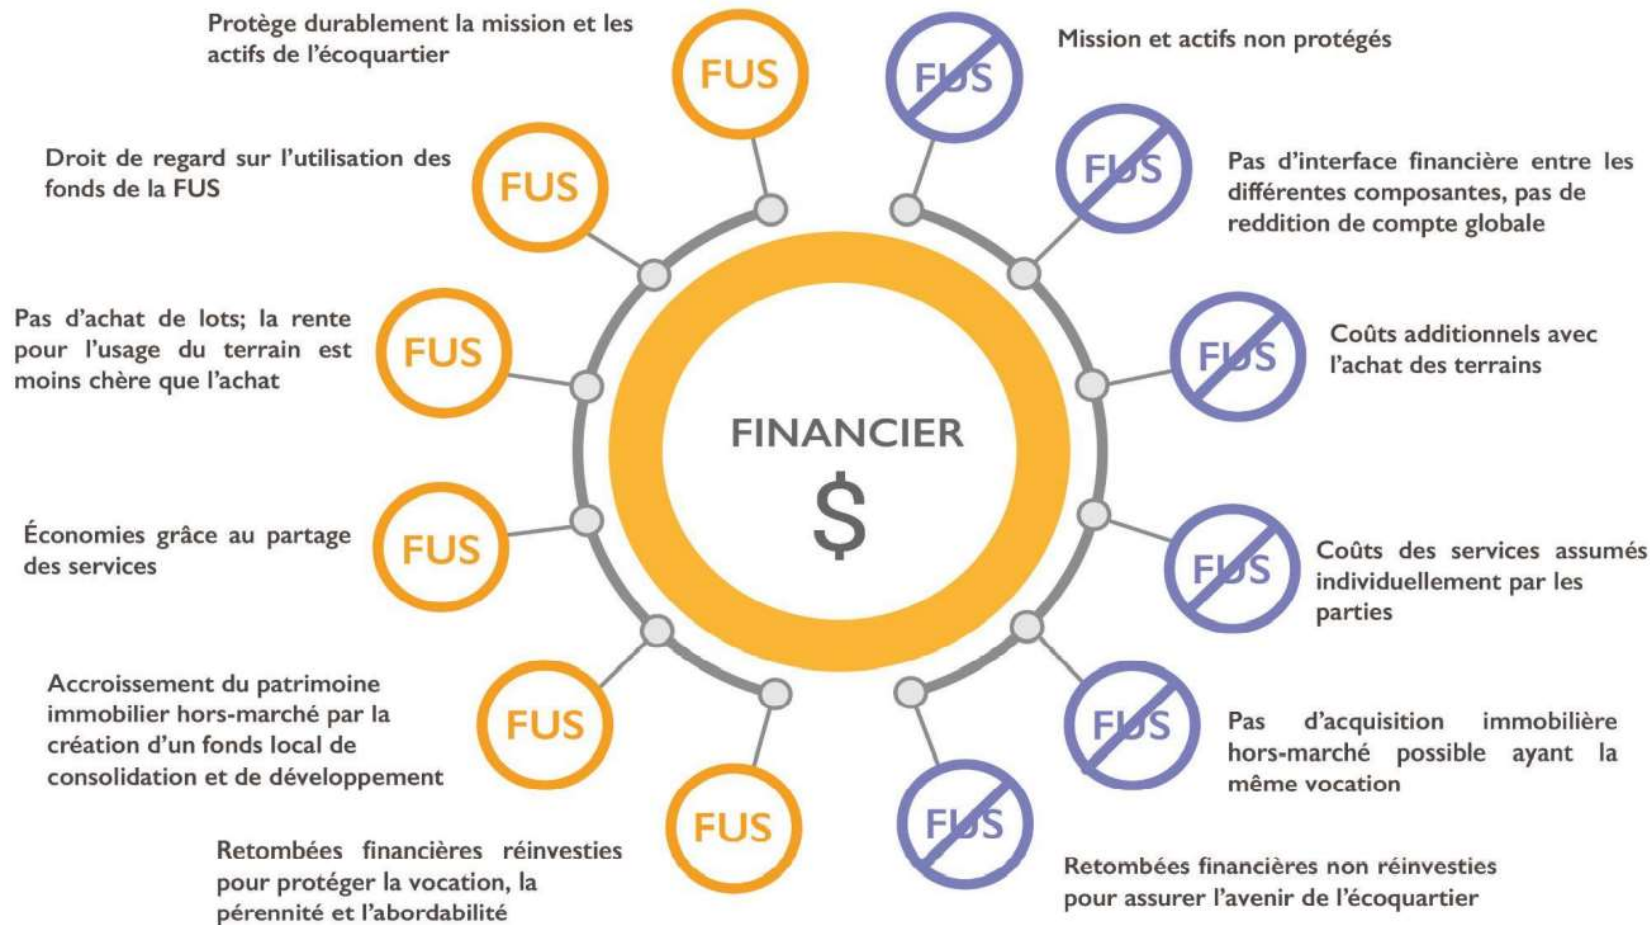 Protège durablement la mission et les
actifs de l'écoquartier
FUS
Droit de regard sur l'utilisation des
fonds de la FUS
FUS
Pas d'achat de lots; la rente
pour l'usage du terrain est
moins chère que l'achat
FUS
Économies grâce au partage
des services
FUS
Accroissement du patrimoine
immobilier hors-marché par la
création d'un fonds local de
consolidation et de développement
FUS
Retombées financières réinvesties
pour protéger la vocation, la
pérennité et l'abordabilité
FUS
FINANCIER
$
FUS
Mission et actifs non protégés
FUS
Pas d'interface financière entre les
différentes composantes, pas de
reddition de compte globale
FUS
Coûts additionnels avec
l'achat des terrains
FUS
Coûts des services assumés
individuellement par les
parties
FUS
Pas d'acquisition immobilière
hors-marché possible ayant la
même vocation
FUS
Retombées financières non réinvesties
pour assurer l'avenir de l'écoquartier